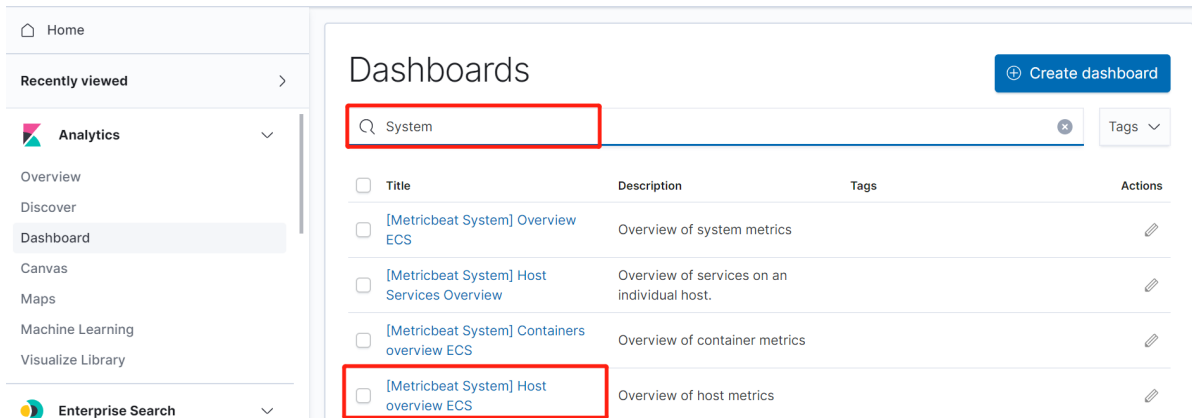 Home
Recently viewed
Analytics
Overview
Discover
Dashboard
Canvas
Maps
Machine Learning
Visualize Library
Enterprise Search
Dashboards
Create dashboard
System
Tags
Title Description Tags Actions
[Metricbeat System] Overview
ECS
Overview of system metrics
[Metricbeat System] Host
Services Overview
Overview of services on an
individual host.
[Metricbeat System] Containers
overview ECS
Overview of container metrics
[Metricbeat System] Host
overview ECS
Overview of host metrics